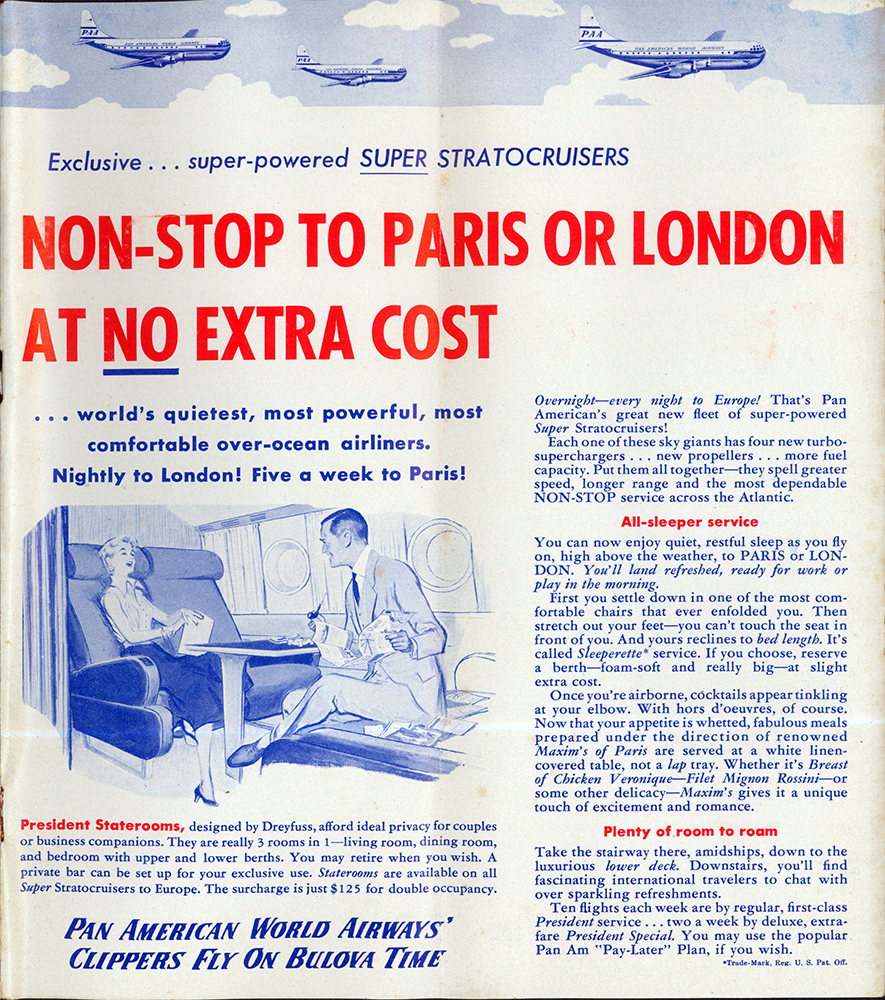 PAA
PAN AMERICAN WORLD AIRWAYS
PAA
PAA
PAN AMERICAN WORLD AIRWAYS
Exclusive . . . super-powered SUPER STRATOCRUISERS
NON-STOP TO PARIS OR LONDON
AT NO EXTRA COST
. . . world's quietest, most powerful, most
comfortable over-ocean airliners.
Nightly to London! Five a week to Paris!
President Staterooms, designed by Dreyfuss, afford ideal privacy for couples
or business companions. They are really 3 rooms in 1—living room, dining room,
and bedroom with upper and lower berths. You may retire when you wish. A
private bar can be set up for your exclusive use. Staterooms are available on all
Super Stratocruisers to Europe. The surcharge is just $125 for double occupancy.
PAN AMERICAN WORLD AIRWAYS'
CLIPPERS FLY ON BULOVA TIME
Overnight—every night to Europe! That's Pan
American's great new fleet of super-powered
Super Stratocruisers!
Each one of these sky giants has four new turbo-
superchargers . . . new propellers . . . more fuel
capacity. Put them all together—they spell greater
speed, longer range and the most dependable
NON-STOP service across the Atlantic.
All-sleeper service
You can now enjoy quiet, restful sleep as you fly
on, high above the weather, to PARIS or LON-
DON. You'll land refreshed, ready for work or
play in the morning.
First you settle down in one of the most com-
fortable chairs that ever enfolded you. Then
stretch out your feet—you can't touch the seat in
front of you. And yours reclines to bed length. It's
called Sleeperette* service. If you choose, reserve
a berth—foam-soft and really big—at slight
extra cost.
Once you're airborne, cocktails appear tinkling
at your elbow. With hors d'oeuvres, of course.
Now that your appetite is whetted, fabulous meals
prepared under the direction of renowned
Maxim's of Paris are served at a white linen-
covered table, not a lap tray. Whether it's Breast
of Chicken Veronique—Filet Mignon Rossini—or
some other delicacy—Maxim's gives it a unique
touch of excitement and romance.
Plenty of room to roam
Take the stairway there, amidships, down to the
luxurious lower deck. Downstairs, you'll find
fascinating international travelers to chat with
over sparkling refreshments.
Ten flights each week are by regular, first-class
President service . . . two a week by deluxe, extra-
fare President Special. You may use the popular
Pan Am "Pay-Later" Plan, if you wish.
*Trade-Mark, Reg. U. S. Pat. Off.